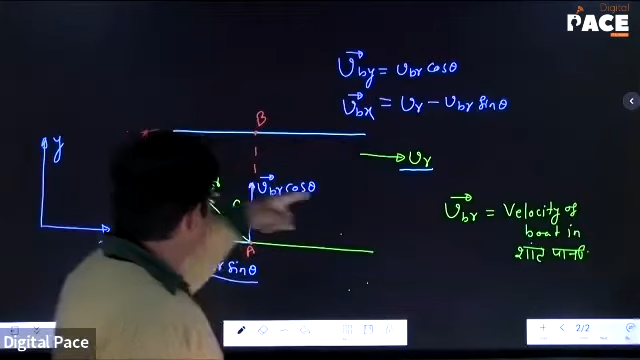 Digital
PACE
v⃗by = vbr cosθ
v⃗bx = vr − vbr sinθ
B
y
vr
v⃗br cosθ
v⃗br = Velocity of
boat in
शांत पानी
A
sinθ
2/2
Digital Pace